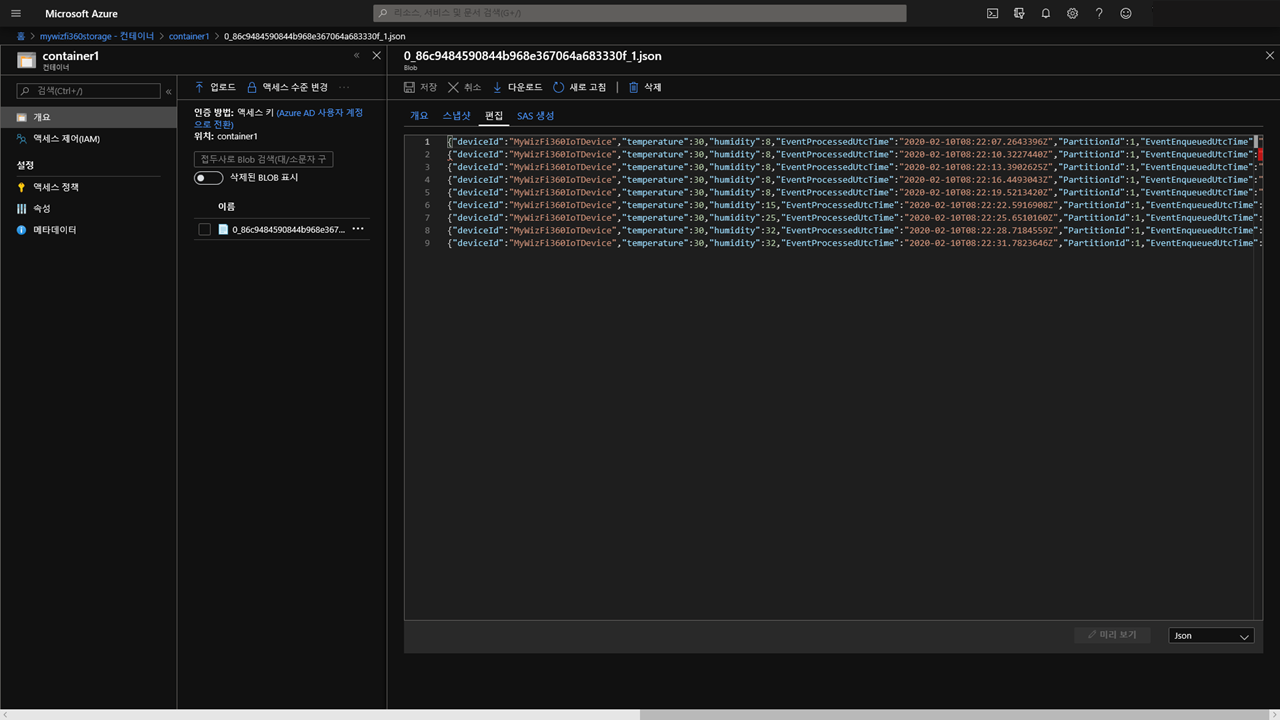 Microsoft Azure
리소스, 서비스 및 문서 검색(G+/)
홈 > mywizfi360storage - 컨테이너 > container1 > 0_86c9484590844b968e367064a683330f_1.json
container1
컨테이너
검색(Ctrl+/)
개요
액세스 제어(IAM)
설정
액세스 정책
속성
메타데이터
업로드 액세스 수준 변경 ...
인증 방법: 액세스 키 (Azure AD 사용자 계정
으로 전환)
위치: container1
접두사로 Blob 검색(대/소문자 구
삭제된 BLOB 표시
이름
0_86c9484590844b968e367... ...
0_86c9484590844b968e367064a683330f_1.json
Blob
저장 취소 다운로드 새로 고침 삭제
개요 스냅샷 편집 SAS 생성
1 {"deviceId":"MyWizFi360IoTDevice","temperature":30,"humidity":8,"EventProcessedUtcTime":"2020-02-10T08:22:07.2643396Z","PartitionId":1,"EventEnqueuedUtcTime"
2 {"deviceId":"MyWizFi360IoTDevice","temperature":30,"humidity":8,"EventProcessedUtcTime":"2020-02-10T08:22:10.3227440Z","PartitionId":1,"EventEnqueuedUtcTime":
3 {"deviceId":"MyWizFi360IoTDevice","temperature":30,"humidity":8,"EventProcessedUtcTime":"2020-02-10T08:22:13.3902625Z","PartitionId":1,"EventEnqueuedUtcTime":"
4 {"deviceId":"MyWizFi360IoTDevice","temperature":30,"humidity":8,"EventProcessedUtcTime":"2020-02-10T08:22:16.4493043Z","PartitionId":1,"EventEnqueuedUtcTime":"
5 {"deviceId":"MyWizFi360IoTDevice","temperature":30,"humidity":8,"EventProcessedUtcTime":"2020-02-10T08:22:19.5213420Z","PartitionId":1,"EventEnqueuedUtcTime":"
6 {"deviceId":"MyWizFi360IoTDevice","temperature":30,"humidity":15,"EventProcessedUtcTime":"2020-02-10T08:22:22.5916908Z","PartitionId":1,"EventEnqueuedUtcTime":
7 {"deviceId":"MyWizFi360IoTDevice","temperature":30,"humidity":25,"EventProcessedUtcTime":"2020-02-10T08:22:25.6510160Z","PartitionId":1,"EventEnqueuedUtcTime":
8 {"deviceId":"MyWizFi360IoTDevice","temperature":30,"humidity":32,"EventProcessedUtcTime":"2020-02-10T08:22:28.7184559Z","PartitionId":1,"EventEnqueuedUtcTime":
9 {"deviceId":"MyWizFi360IoTDevice","temperature":30,"humidity":32,"EventProcessedUtcTime":"2020-02-10T08:22:31.7823646Z","PartitionId":1,"EventEnqueuedUtcTime":
미리 보기
Json